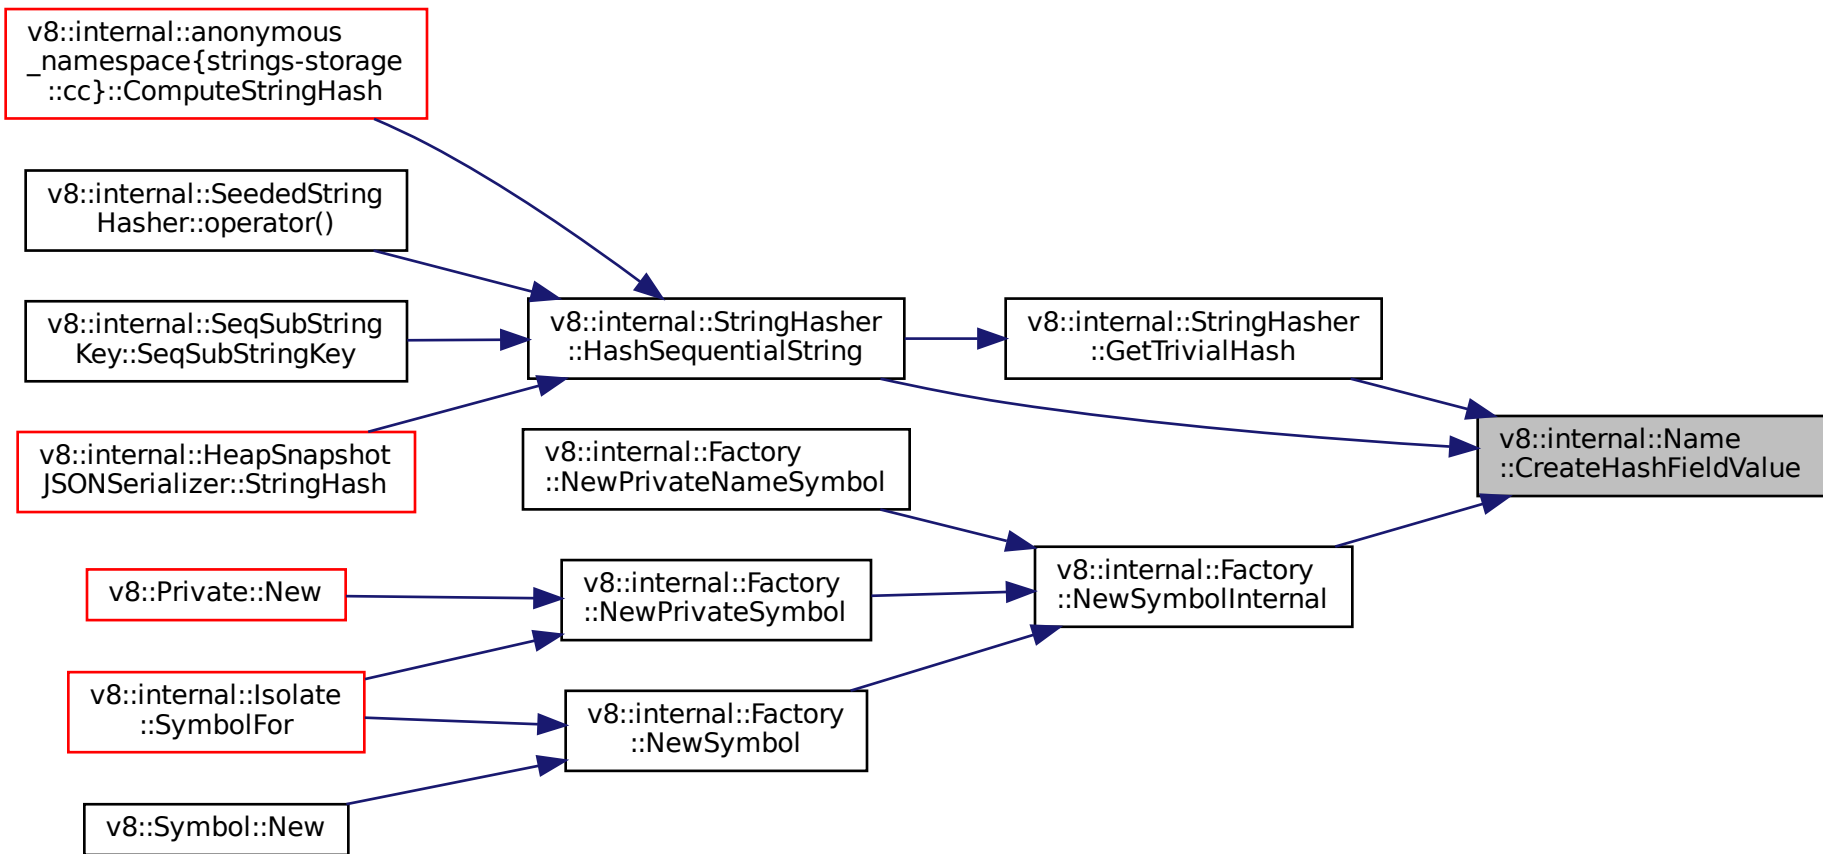 v8::internal::anonymous
_namespace{strings-storage
::cc}::ComputeStringHash
v8::internal::SeededString
Hasher::operator()
v8::internal::SeqSubString
Key::SeqSubStringKey
v8::internal::HeapSnapshot
JSONSerializer::StringHash
v8::internal::StringHasher
::HashSequentialString
v8::internal::StringHasher
::GetTrivialHash
v8::internal::Name
::CreateHashFieldValue
v8::internal::Factory
::NewPrivateNameSymbol
v8::Private::New
v8::internal::Factory
::NewPrivateSymbol
v8::internal::Factory
::NewSymbolInternal
v8::internal::Isolate
::SymbolFor
v8::internal::Factory
::NewSymbol
v8::Symbol::New